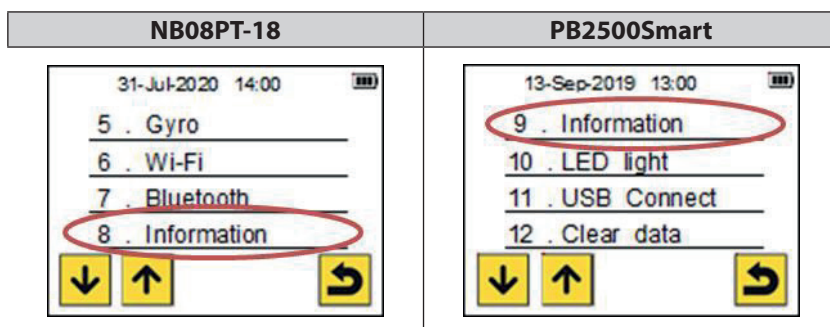 NB08PT-18
PB2500Smart
31-Jul-2020 14:00
5 . Gyro
6 . Wi-Fi
7 . Bluetooth
8 . Information
13-Sep-2019 13:00
9 . Information
10 . LED light
11 . USB Connect
12 . Clear data